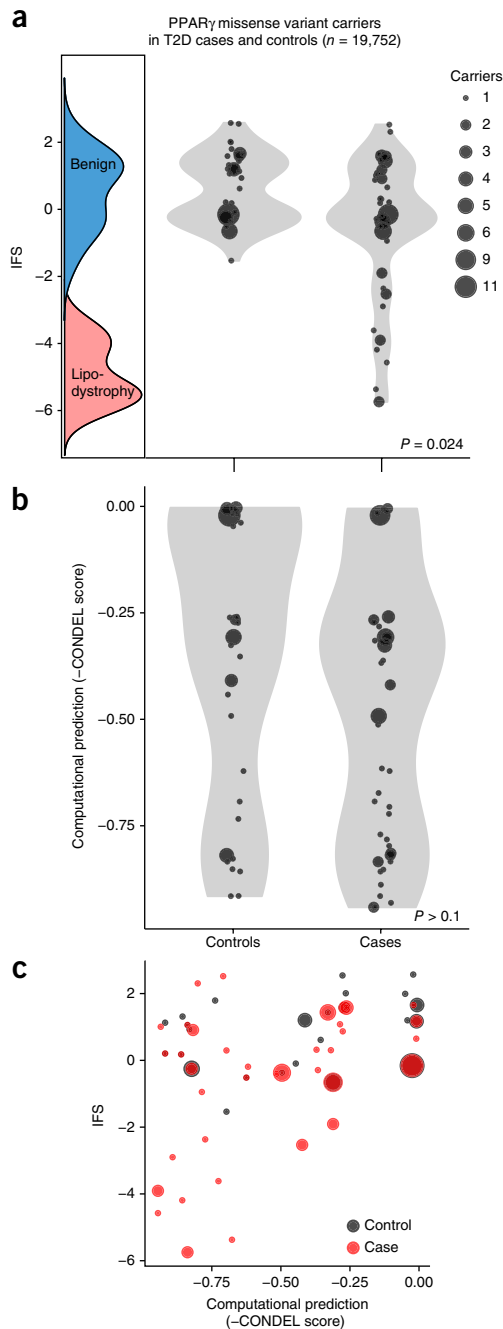 a
PPARγ missense variant carriers
in T2D cases and controls (n = 19,752)
Carriers
1
2
3
4
5
6
9
11
IFS
2
0
−2
−4
−6
Benign
Lipo-
dystrophy
P = 0.024
b
Computational prediction (−CONDEL score)
0.00
−0.25
−0.50
−0.75
P > 0.1
Controls
Cases
c
IFS
2
0
−2
−4
−6
Control
Case
−0.75
−0.50
−0.25
0.00
Computational prediction
(−CONDEL score)